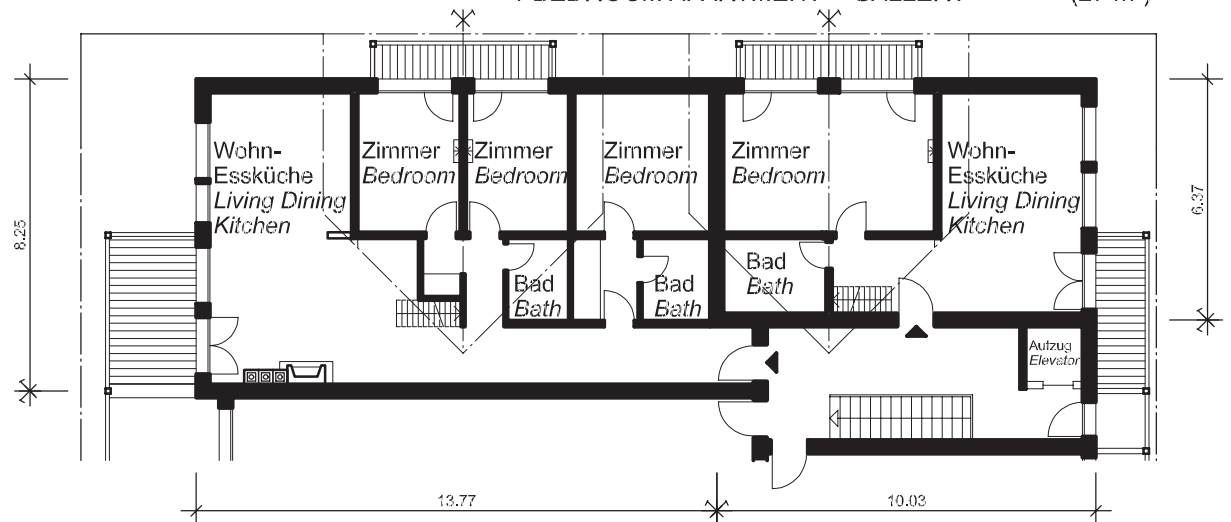 Wohn-
Essküche
Living Dining
Kitchen
Zimmer
Bedroom
Zimmer
Bedroom
Zimmer
Bedroom
Zimmer
Bedroom
Wohn-
Essküche
Living Dining
Kitchen
8.25
6.37
Bad
Bath
Bad
Bath
Bad
Bath
Aufzug
Elevator
13.77
10.03